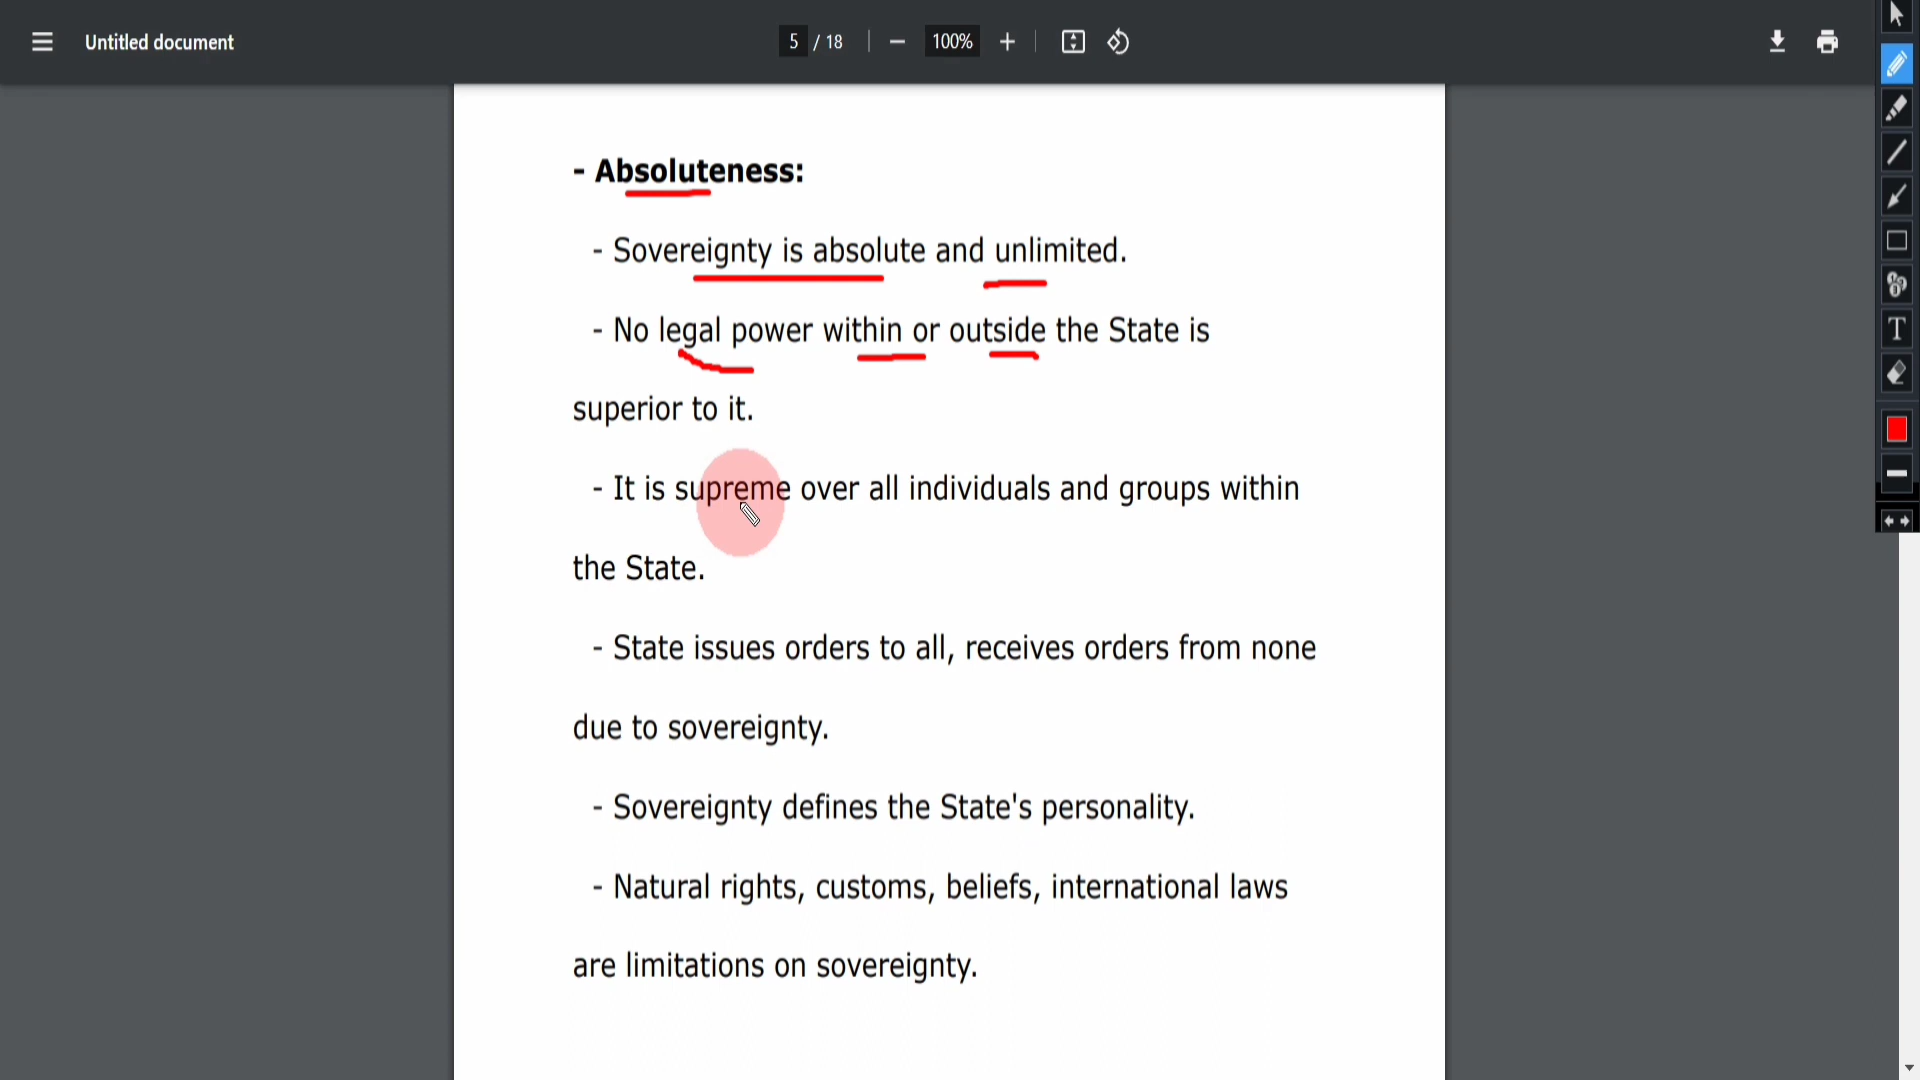 Untitled document
5 / 18
100%
- Absoluteness:
- Sovereignty is absolute and unlimited.
- No legal power within or outside the State is
superior to it.
- It is supreme over all individuals and groups within
the State.
- State issues orders to all, receives orders from none
due to sovereignty.
- Sovereignty defines the State's personality.
- Natural rights, customs, beliefs, international laws
are limitations on sovereignty.
T